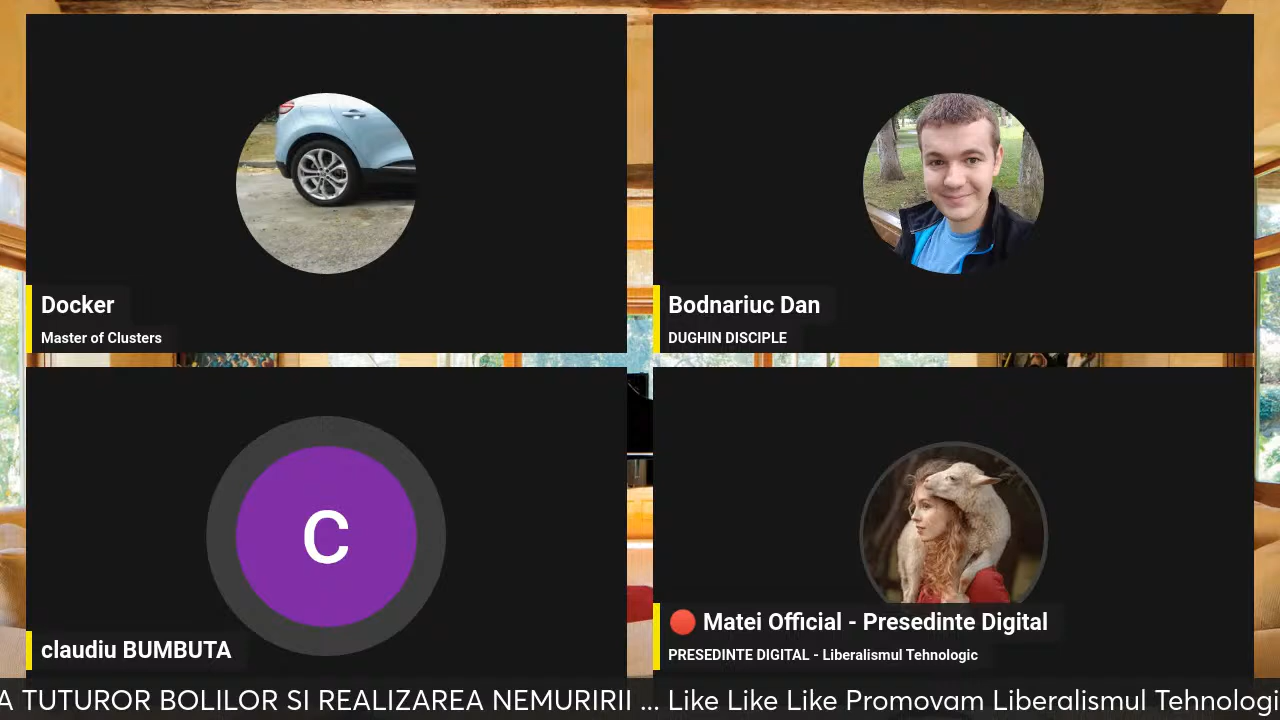 Docker
Master of Clusters
Bodnariuc Dan
DUGHIN DISCIPLE
C
claudiu BUMBUTA
Matei Official - Presedinte Digital
PRESEDINTE DIGITAL - Liberalismul Tehnologic
A TUTUROR BOLILOR SI REALIZAREA NEMURIRII ... Like Like Like Promovam Liberalismul Tehnologi